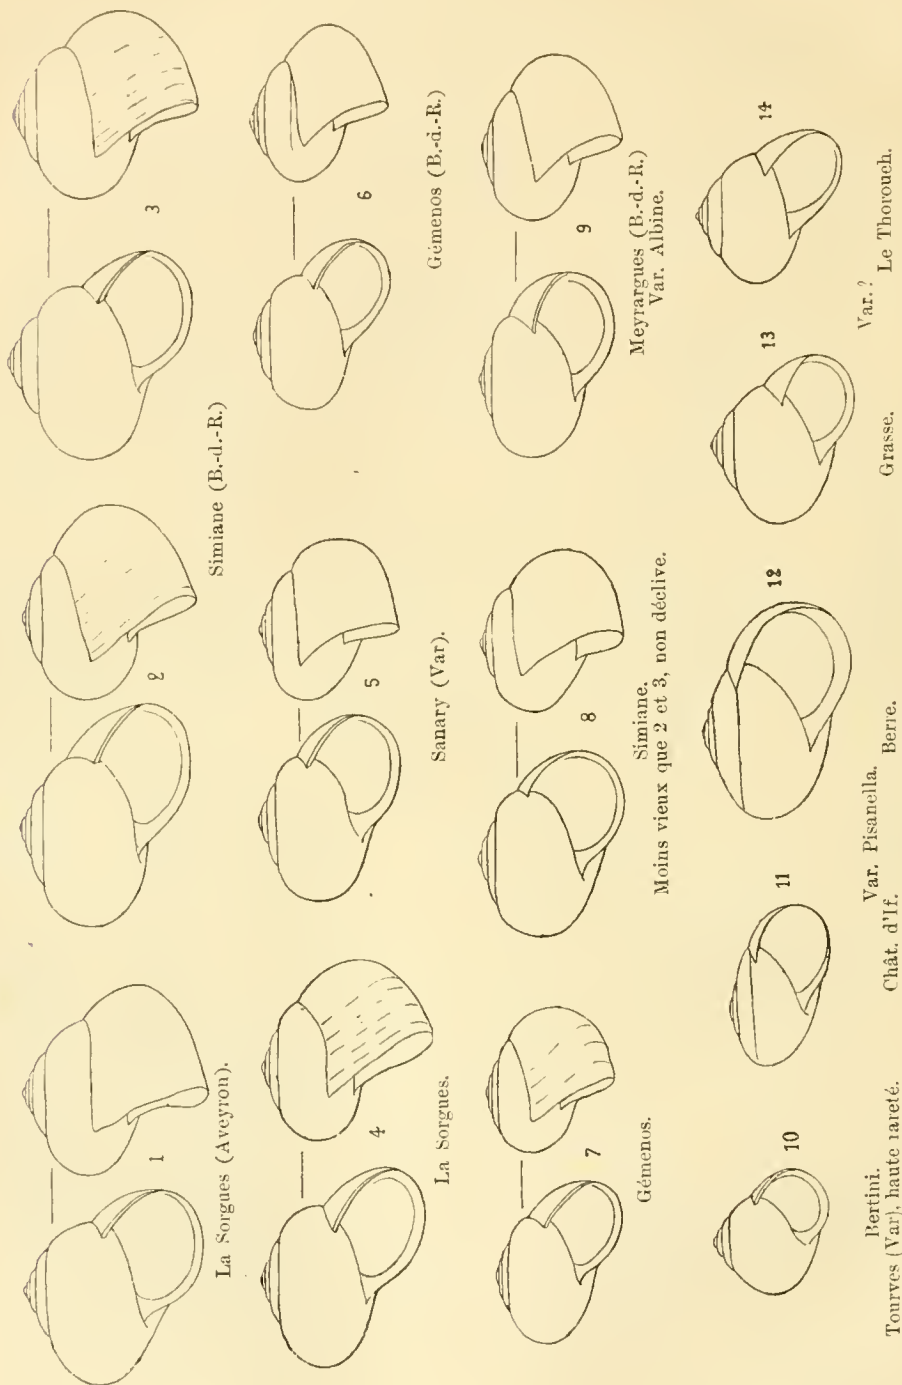 1
2
3
La Sorgues (Aveyron).
Simiane (B.-d.-R.)
4
5
6
La Sorgues.
Sanary (Var).
Gémenos (B.-d.-R.)
7
8
9
Gémenos.
Simiane.
Moins vieux que 2 et 3, non déclive.
Meyrargues (B.-d.-R.)
Var. Albine.
10
11
12
13
14
Bertini.
Tourves (Var), haute rareté.
Var. Pisanella.
Chât. d'If. Berre.
Var. ?
Grasse. Le Thorouch.